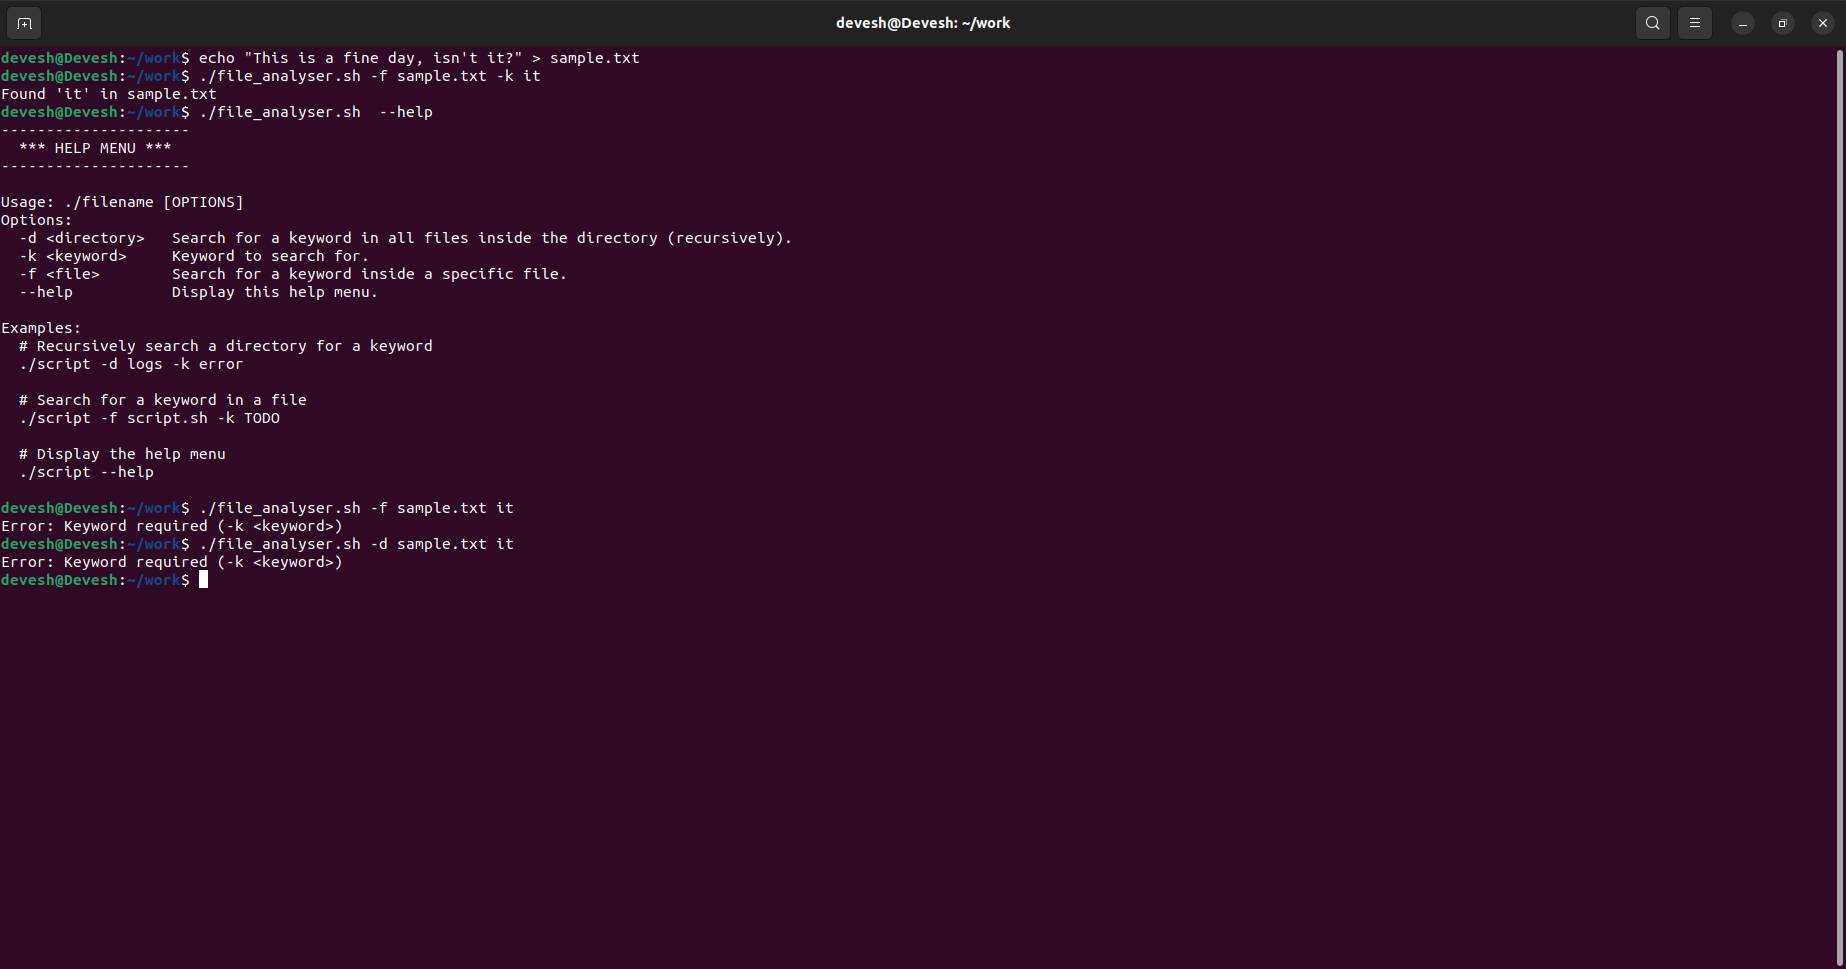 devesh@Devesh: ~/work
devesh@Devesh:~/work$ echo "This is a fine day, isn't it?" > sample.txt
devesh@Devesh:~/work$ ./file_analyser.sh -f sample.txt -k it
Found 'it' in sample.txt
devesh@Devesh:~/work$ ./file_analyser.sh  --help
---------------------
  *** HELP MENU ***
---------------------

Usage: ./filename [OPTIONS]
Options:
  -d <directory>   Search for a keyword in all files inside the directory (recursively).
  -k <keyword>     Keyword to search for.
  -f <file>        Search for a keyword inside a specific file.
  --help           Display this help menu.

Examples:
  # Recursively search a directory for a keyword
  ./script -d logs -k error

  # Search for a keyword in a file
  ./script -f script.sh -k TODO

  # Display the help menu
  ./script --help

devesh@Devesh:~/work$ ./file_analyser.sh -f sample.txt it
Error: Keyword required (-k <keyword>)
devesh@Devesh:~/work$ ./file_analyser.sh -d sample.txt it
Error: Keyword required (-k <keyword>)
devesh@Devesh:~/work$